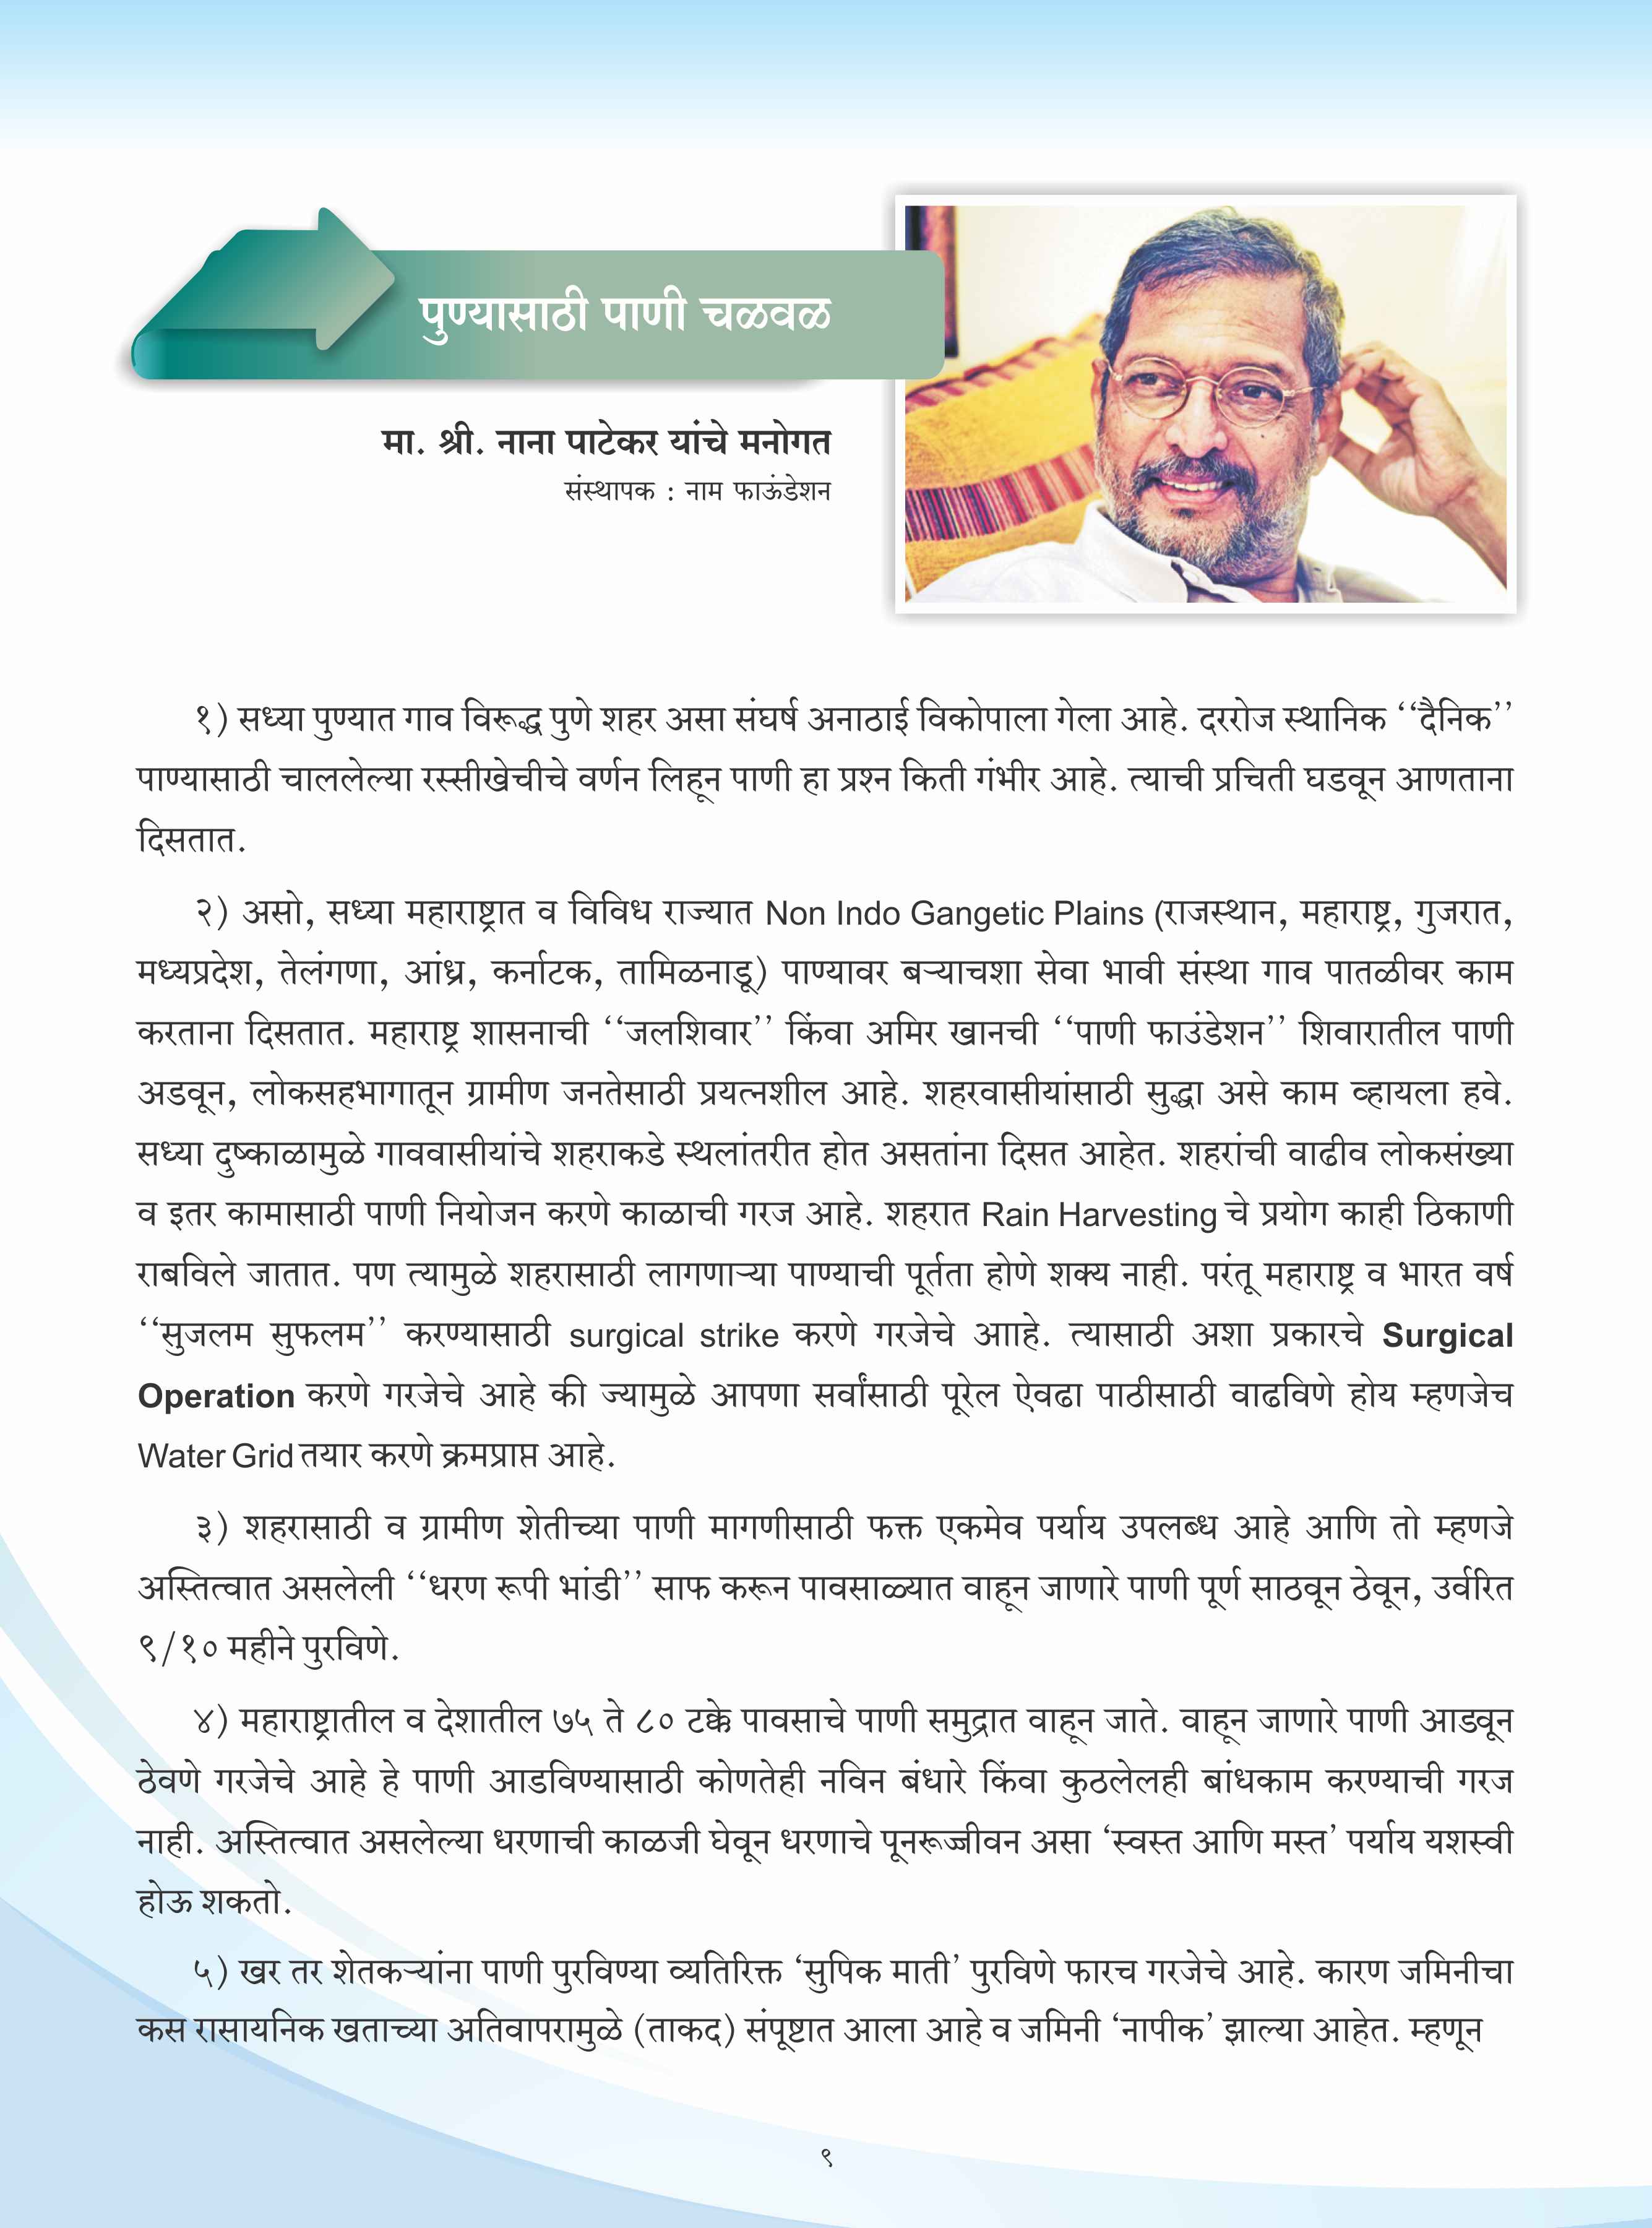 पुण्यासाठी पाणी चळवळ
मा. श्री. नाना पाटेकर यांचे मनोगत
संस्थापक : नाम फाऊंडेशन
१) सध्या पुण्यात गाव विरूद्ध पुणे शहर असा संघर्ष अनाठाई विकोपाला गेला आहे. दररोज स्थानिक ‘‘दैनिक’’
पाण्यासाठी चाललेल्या रस्सीखेचीचे वर्णन लिहून पाणी हा प्रश्न किती गंभीर आहे. त्याची प्रचिती घडवून आणताना
दिसतात.
२) असो, सध्या महाराष्ट्रात व विविध राज्यात Non Indo Gangetic Plains (राजस्थान, महाराष्ट्र, गुजरात,
मध्यप्रदेश, तेलंगणा, आंध्र, कर्नाटक, तामिळनाडू) पाण्यावर बऱ्याचशा सेवा भावी संस्था गाव पातळीवर काम
करताना दिसतात. महाराष्ट्र शासनाची ‘‘जलशिवार’’ किंवा अमिर खानची ‘‘पाणी फाउंडेशन’’ शिवारातील पाणी
अडवून, लोकसहभागातून ग्रामीण जनतेसाठी प्रयत्नशील आहे. शहरवासीयांसाठी सुद्धा असे काम व्हायला हवे.
सध्या दुष्काळामुळे गाववासीयांचे शहराकडे स्थलांतरीत होत असतांना दिसत आहेत. शहरांची वाढीव लोकसंख्या
व इतर कामासाठी पाणी नियोजन करणे काळाची गरज आहे. शहरात Rain Harvesting चे प्रयोग काही ठिकाणी
राबविले जातात. पण त्यामुळे शहरासाठी लागणाऱ्या पाण्याची पूर्तता होणे शक्य नाही. परंतू महाराष्ट्र व भारत वर्ष
‘‘सुजलम सुफलम’’ करण्यासाठी surgical strike करणे गरजेचे आाहे. त्यासाठी अशा प्रकारचे Surgical
Operation करणे गरजेचे आहे की ज्यामुळे आपणा सर्वांसाठी पूरेल ऐवढा पाठीसाठी वाढविणे होय म्हणजेच
Water Grid तयार करणे क्रमप्राप्त आहे.
३) शहरासाठी व ग्रामीण शेतीच्या पाणी मागणीसाठी फक्त एकमेव पर्याय उपलब्ध आहे आणि तो म्हणजे
अस्तित्वात असलेली ‘‘धरण रूपी भांडी’’ साफ करून पावसाळ्यात वाहून जाणारे पाणी पूर्ण साठवून ठेवून, उर्वरित
९/१० महीने पुरविणे.
४) महाराष्ट्रातील व देशातील ७५ ते ८० टक्के पावसाचे पाणी समुद्रात वाहून जाते. वाहून जाणारे पाणी आडवून
ठेवणे गरजेचे आहे हे पाणी आडविण्यासाठी कोणतेही नविन बंधारे किंवा कुठलेलही बांधकाम करण्याची गरज
नाही. अस्तित्वात असलेल्या धरणाची काळजी घेवून धरणाचे पूनरूज्जीवन असा ‘स्वस्त आणि मस्त’ पर्याय यशस्वी
होऊ शकतो.
५) खर तर शेतकऱ्यांना पाणी पुरविण्या व्यतिरिक्त ‘सुपिक माती’ पुरविणे फारच गरजेचे आहे. कारण जमिनीचा
कस रासायनिक खताच्या अतिवापरामुळे (ताकद) संपूष्टात आला आहे व जमिनी ‘नापीक’ झाल्या आहेत. म्हणून
९